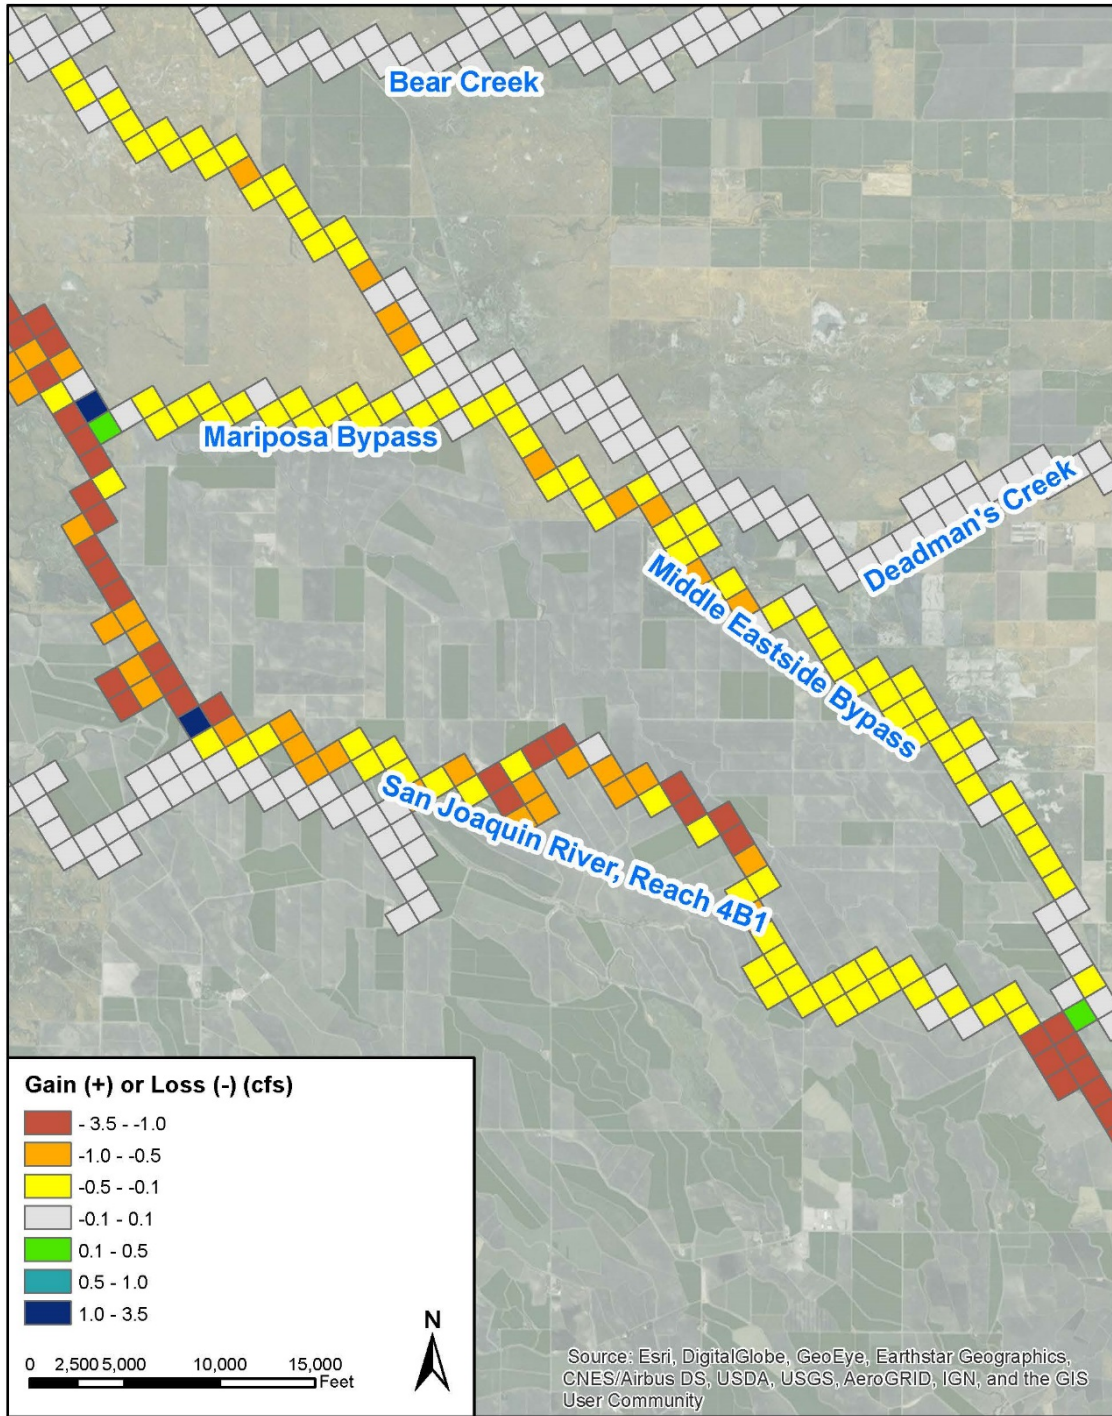 Bear Creek
Mariposa Bypass
Deadman's Creek
Middle Eastside Bypass
San Joaquin River, Reach 4B1
Gain (+) or Loss (-) (cfs)
- 3.5 - -1.0
-1.0 - -0.5
-0.5 - -0.1
-0.1 - 0.1
0.1 - 0.5
0.5 - 1.0
1.0 - 3.5
N
0 2,500 5,000 10,000 15,000
Feet
Source: Esri, DigitalGlobe, GeoEye, Earthstar Geographics,
CNES/Airbus DS, USDA, USGS, AeroGRID, IGN, and the GIS
User Community